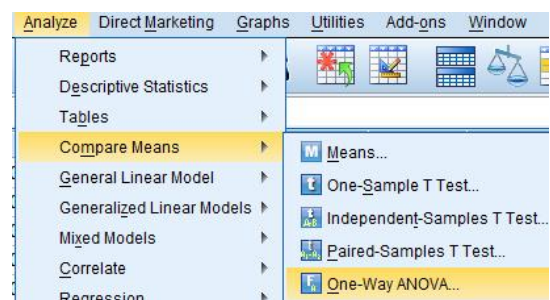 Analyze Direct Marketing Graphs Utilities Add-ons Window
Reports
Descriptive Statistics
Tables
Compare Means
General Linear Model
Generalized Linear Models
Mixed Models
Correlate
Regression
M Means...
t One-Sample T Test...
Independent-Samples T Test...
Paired-Samples T Test...
One-Way ANOVA...